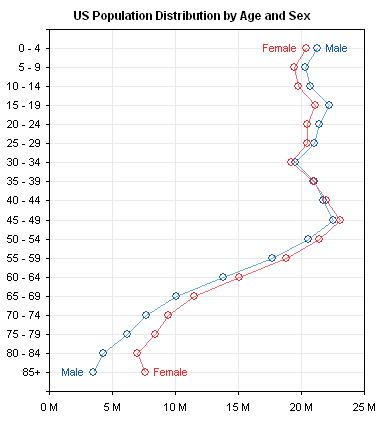 US Population Distribution by Age and Sex
0 - 4 Female Male
5 - 9
10 - 14
15 - 19
20 - 24
25 - 29
30 - 34
35 - 39
40 - 44
45 - 49
50 - 54
55 - 59
60 - 64
65 - 69
70 - 74
75 - 79
80 - 84
85+ Male Female
0 M 5 M 10 M 15 M 20 M 25 M